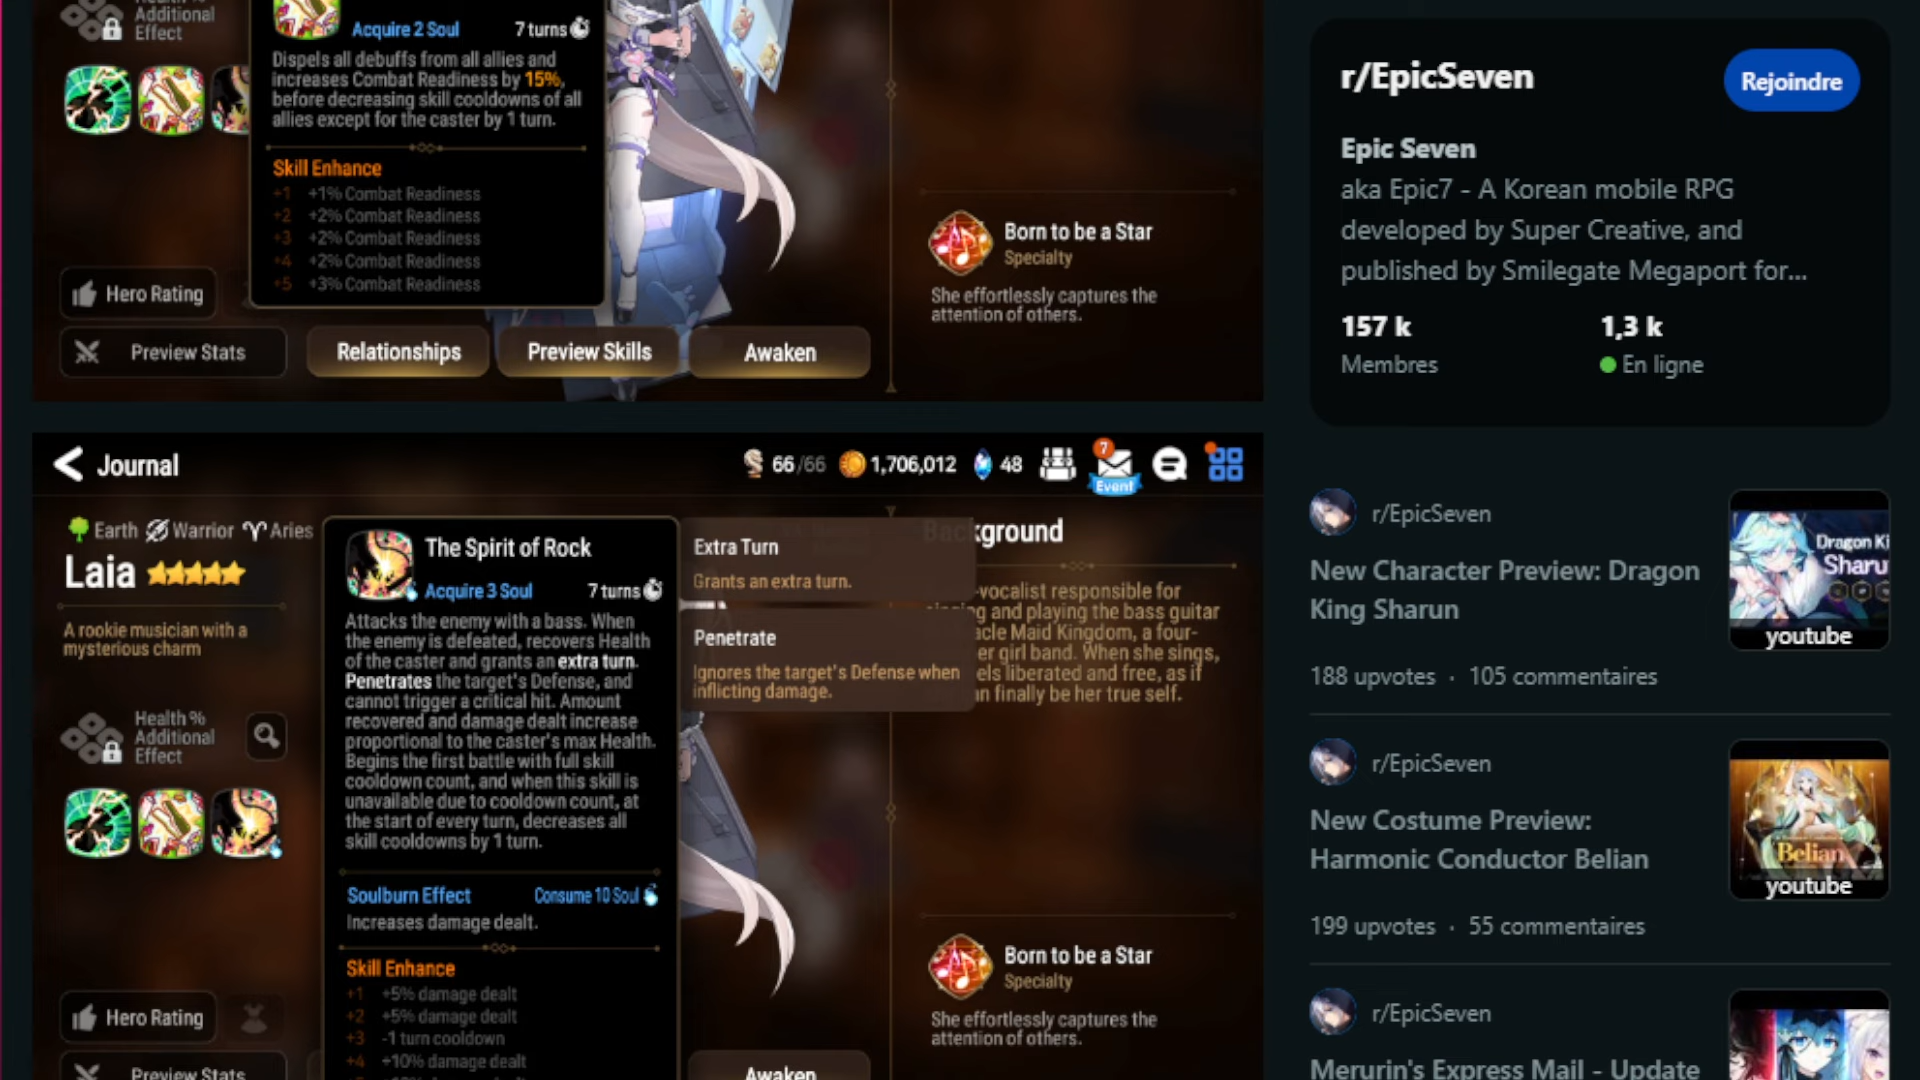 Additional
Effect
Acquire 2 Soul 7 turns
Dispels all debuffs from all allies and
increases Combat Readiness by 15%,
before decreasing skill cooldowns of all
allies except for the caster by 1 turn.
Skill Enhance
+1 +1% Combat Readiness
+2 +2% Combat Readiness
+3 +2% Combat Readiness
+4 +2% Combat Readiness
+5 +3% Combat Readiness
Hero Rating
Preview Stats
Relationships
Preview Skills
Awaken
Born to be a Star
Specialty
She effortlessly captures the
attention of others.
Journal
66/66
1,706,012
48
7
Event
Earth Warrior Aries
Laia
A rookie musician with a
mysterious charm
Health %
Additional
Effect
Hero Rating
Preview Stats
The Spirit of Rock
Acquire 3 Soul 7 turns
Attacks the enemy with a bass. When
the enemy is defeated, recovers Health
of the caster and grants an extra turn.
Penetrates the target's Defense, and
cannot trigger a critical hit. Amount
recovered and damage dealt increase
proportional to the caster's max Health.
Begins the first battle with full skill
cooldown count, and when this skill is
unavailable due to cooldown count, at
the start of every turn, decreases all
skill cooldowns by 1 turn.
Soulburn Effect Consume 10 Soul
Increases damage dealt.
Skill Enhance
+1 +5% damage dealt
+2 +5% damage dealt
+3 -1 turn cooldown
+4 +10% damage dealt
Extra Turn
Grants an extra turn.
Penetrate
Ignores the target's Defense when
inflicting damage.
kground
-vocalist responsible for
and playing the bass guitar
acle Maid Kingdom, a four-
er girl band. When she sings,
els liberated and free, as if
n finally be her true self.
Born to be a Star
Specialty
She effortlessly captures the
attention of others.
Awaken
r/EpicSeven
Rejoindre
Epic Seven
aka Epic7 - A Korean mobile RPG
developed by Super Creative, and
published by Smilegate Megaport for...
157 k 1,3 k
Membres En ligne
r/EpicSeven
New Character Preview: Dragon
King Sharun
188 upvotes · 105 commentaires
Dragon Ki
Sharu
youtube
r/EpicSeven
New Costume Preview:
Harmonic Conductor Belian
199 upvotes · 55 commentaires
Belian
youtube
r/EpicSeven
Merurin's Express Mail - Update